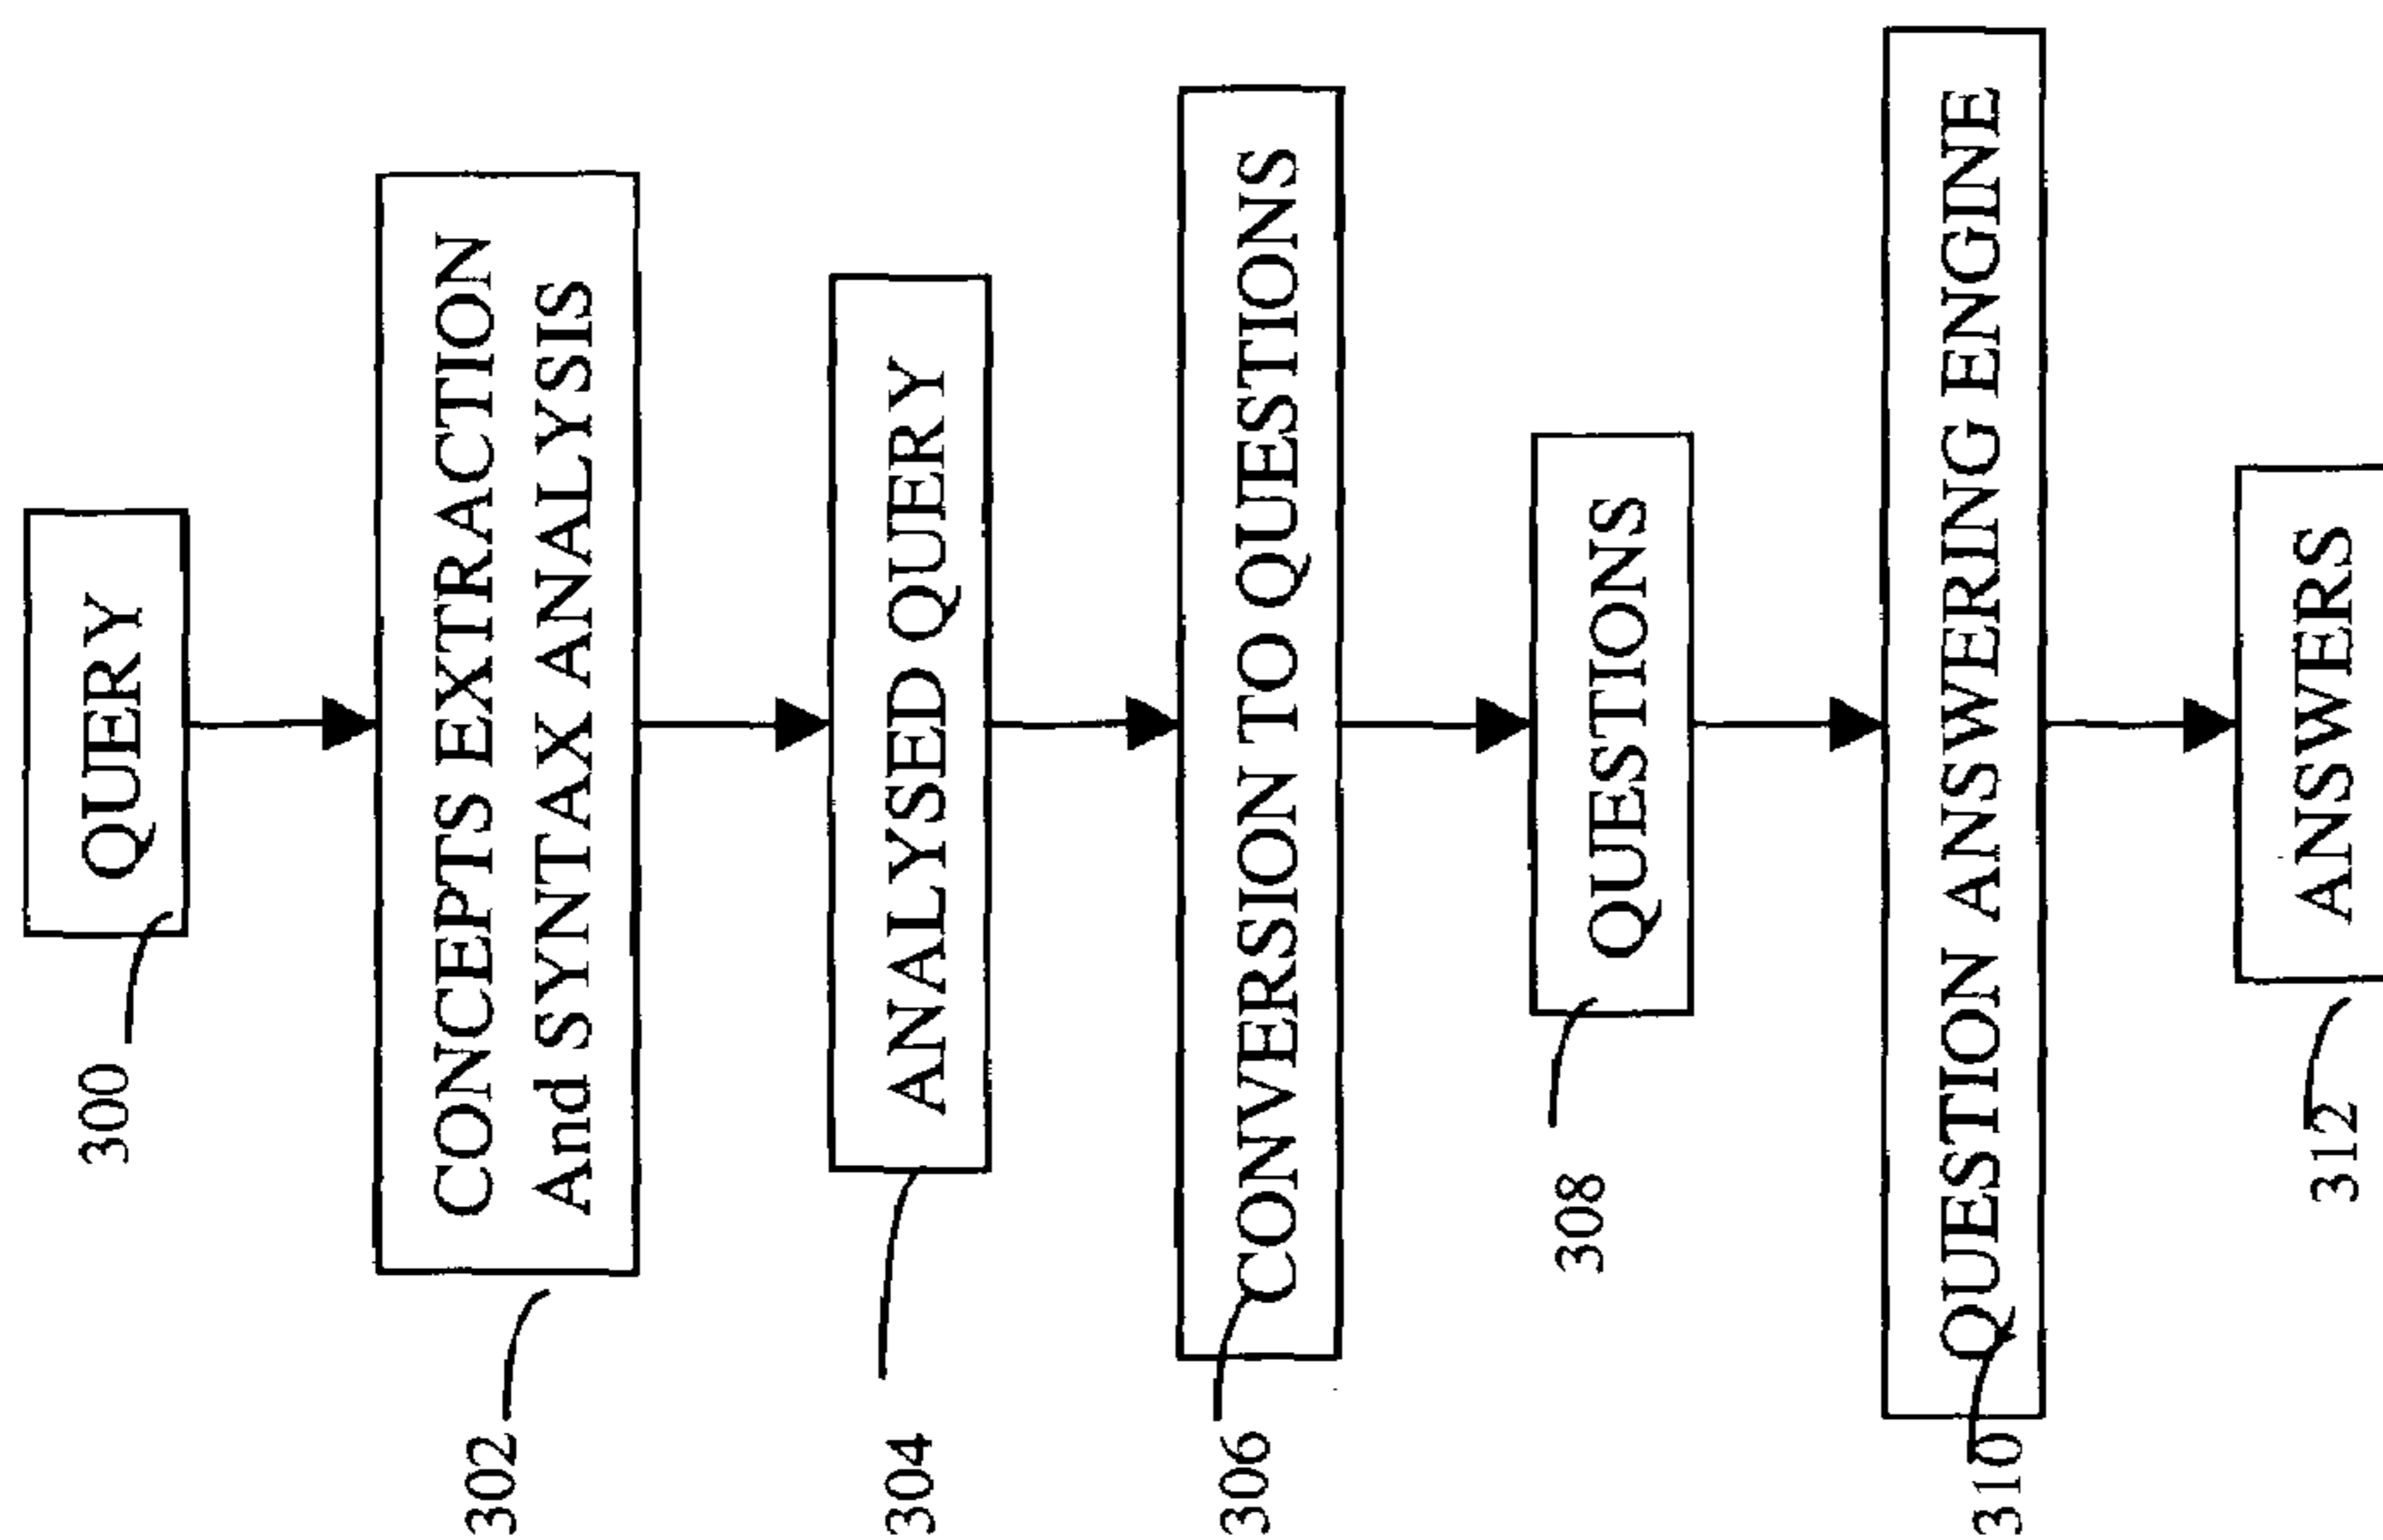 QUERY
300
CONCEPTS EXTRACTION
And SYNTAX ANALYSIS
302
ANALYSED QUERY
304
CONVERSION TO QUESTIONS
306
QUESTIONS
308
QUESTION ANSWERING ENGINE
310
ANSWERS
312